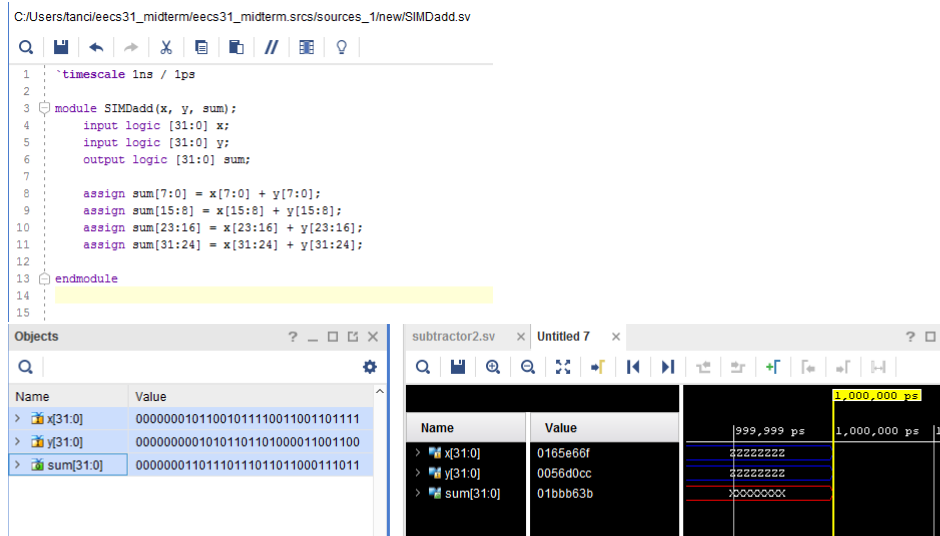 C:/Users/tanci/eecs31_midterm/eecs31_midterm.srcs/sources_1/new/SIMDadd.sv
1 `timescale 1ns / 1ps
2
3 module SIMDadd(x, y, sum);
4 input logic [31:0] x;
5 input logic [31:0] y;
6 output logic [31:0] sum;
7
8 assign sum[7:0] = x[7:0] + y[7:0];
9 assign sum[15:8] = x[15:8] + y[15:8];
10 assign sum[23:16] = x[23:16] + y[23:16];
11 assign sum[31:24] = x[31:24] + y[31:24];
12
13 endmodule
14
15
Objects
Name Value
x[31:0] 00000001011001011110011001101111
y[31:0] 00000000010101101101000011001100
sum[31:0] 00000001101110111011011000111011
subtractor2.sv Untitled 7
1,000,000 ps
Name Value 999,999 ps 1,000,000 ps 1
x[31:0] 0165e66f ZZZZZZZZ
y[31:0] 0056d0cc ZZZZZZZZ
sum[31:0] 01bbb63b XXXXXXXX